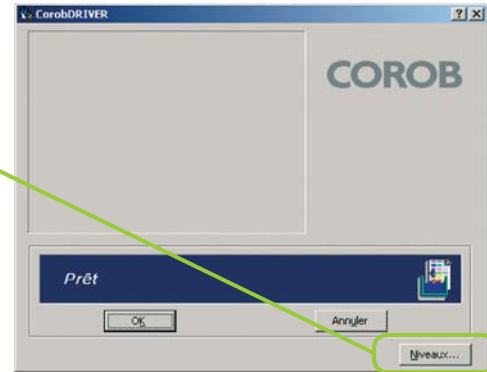 CorobDRIVER
COROB
Prêt
OK
Annuler
Niveaux...